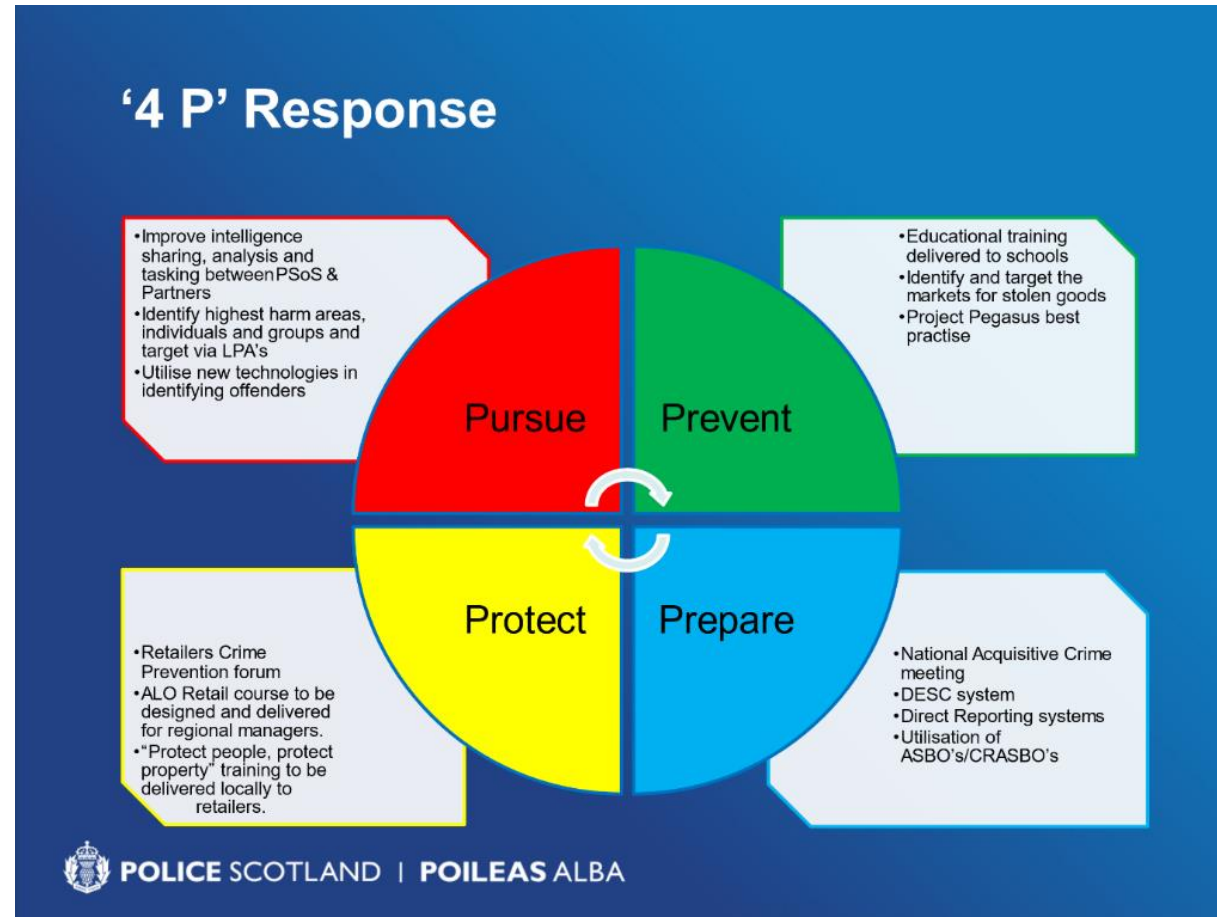 ‘4 P’ Response
•Improve intelligence
sharing, analysis and
tasking between PSoS &
Partners
•Identify highest harm areas,
individuals and groups and
target via LPA's
•Utilise new technologies in
identifying offenders
•Educational training
delivered to schools
•Identify and target the
markets for stolen goods
•Project Pegasus best
practise
Pursue
Prevent
Protect
Prepare
•Retailers Crime
Prevention forum
•ALO Retail course to be
designed and delivered
for regional managers.
•“Protect people, protect
property” training to be
delivered locally to
retailers.
•National Acquisitive Crime
meeting
•DESC system
•Direct Reporting systems
•Utilisation of
ASBO’s/CRASBO’s
POLICE SCOTLAND | POILEAS ALBA